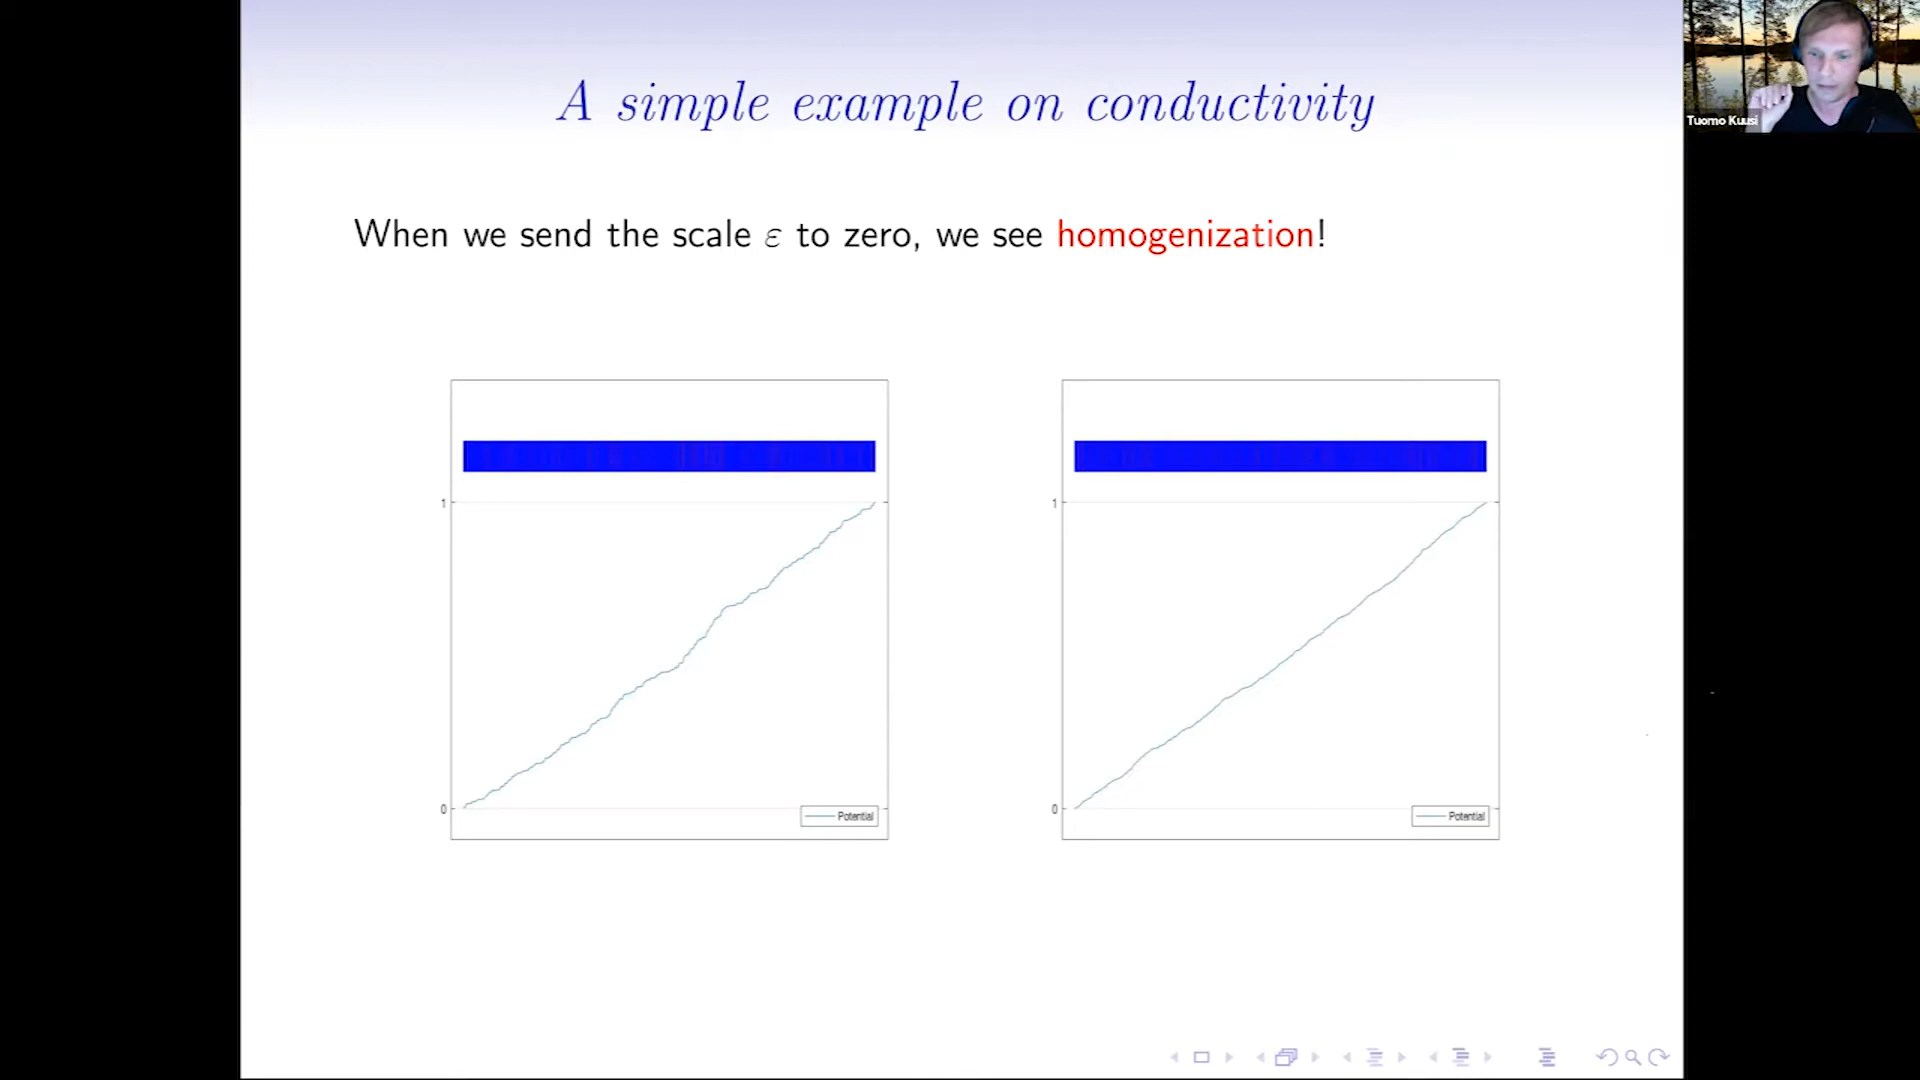 A simple example on conductivity
Tuomo Kuusi
When we send the scale ε to zero, we see homogenization!
1
0
Potential
1
0
Potential